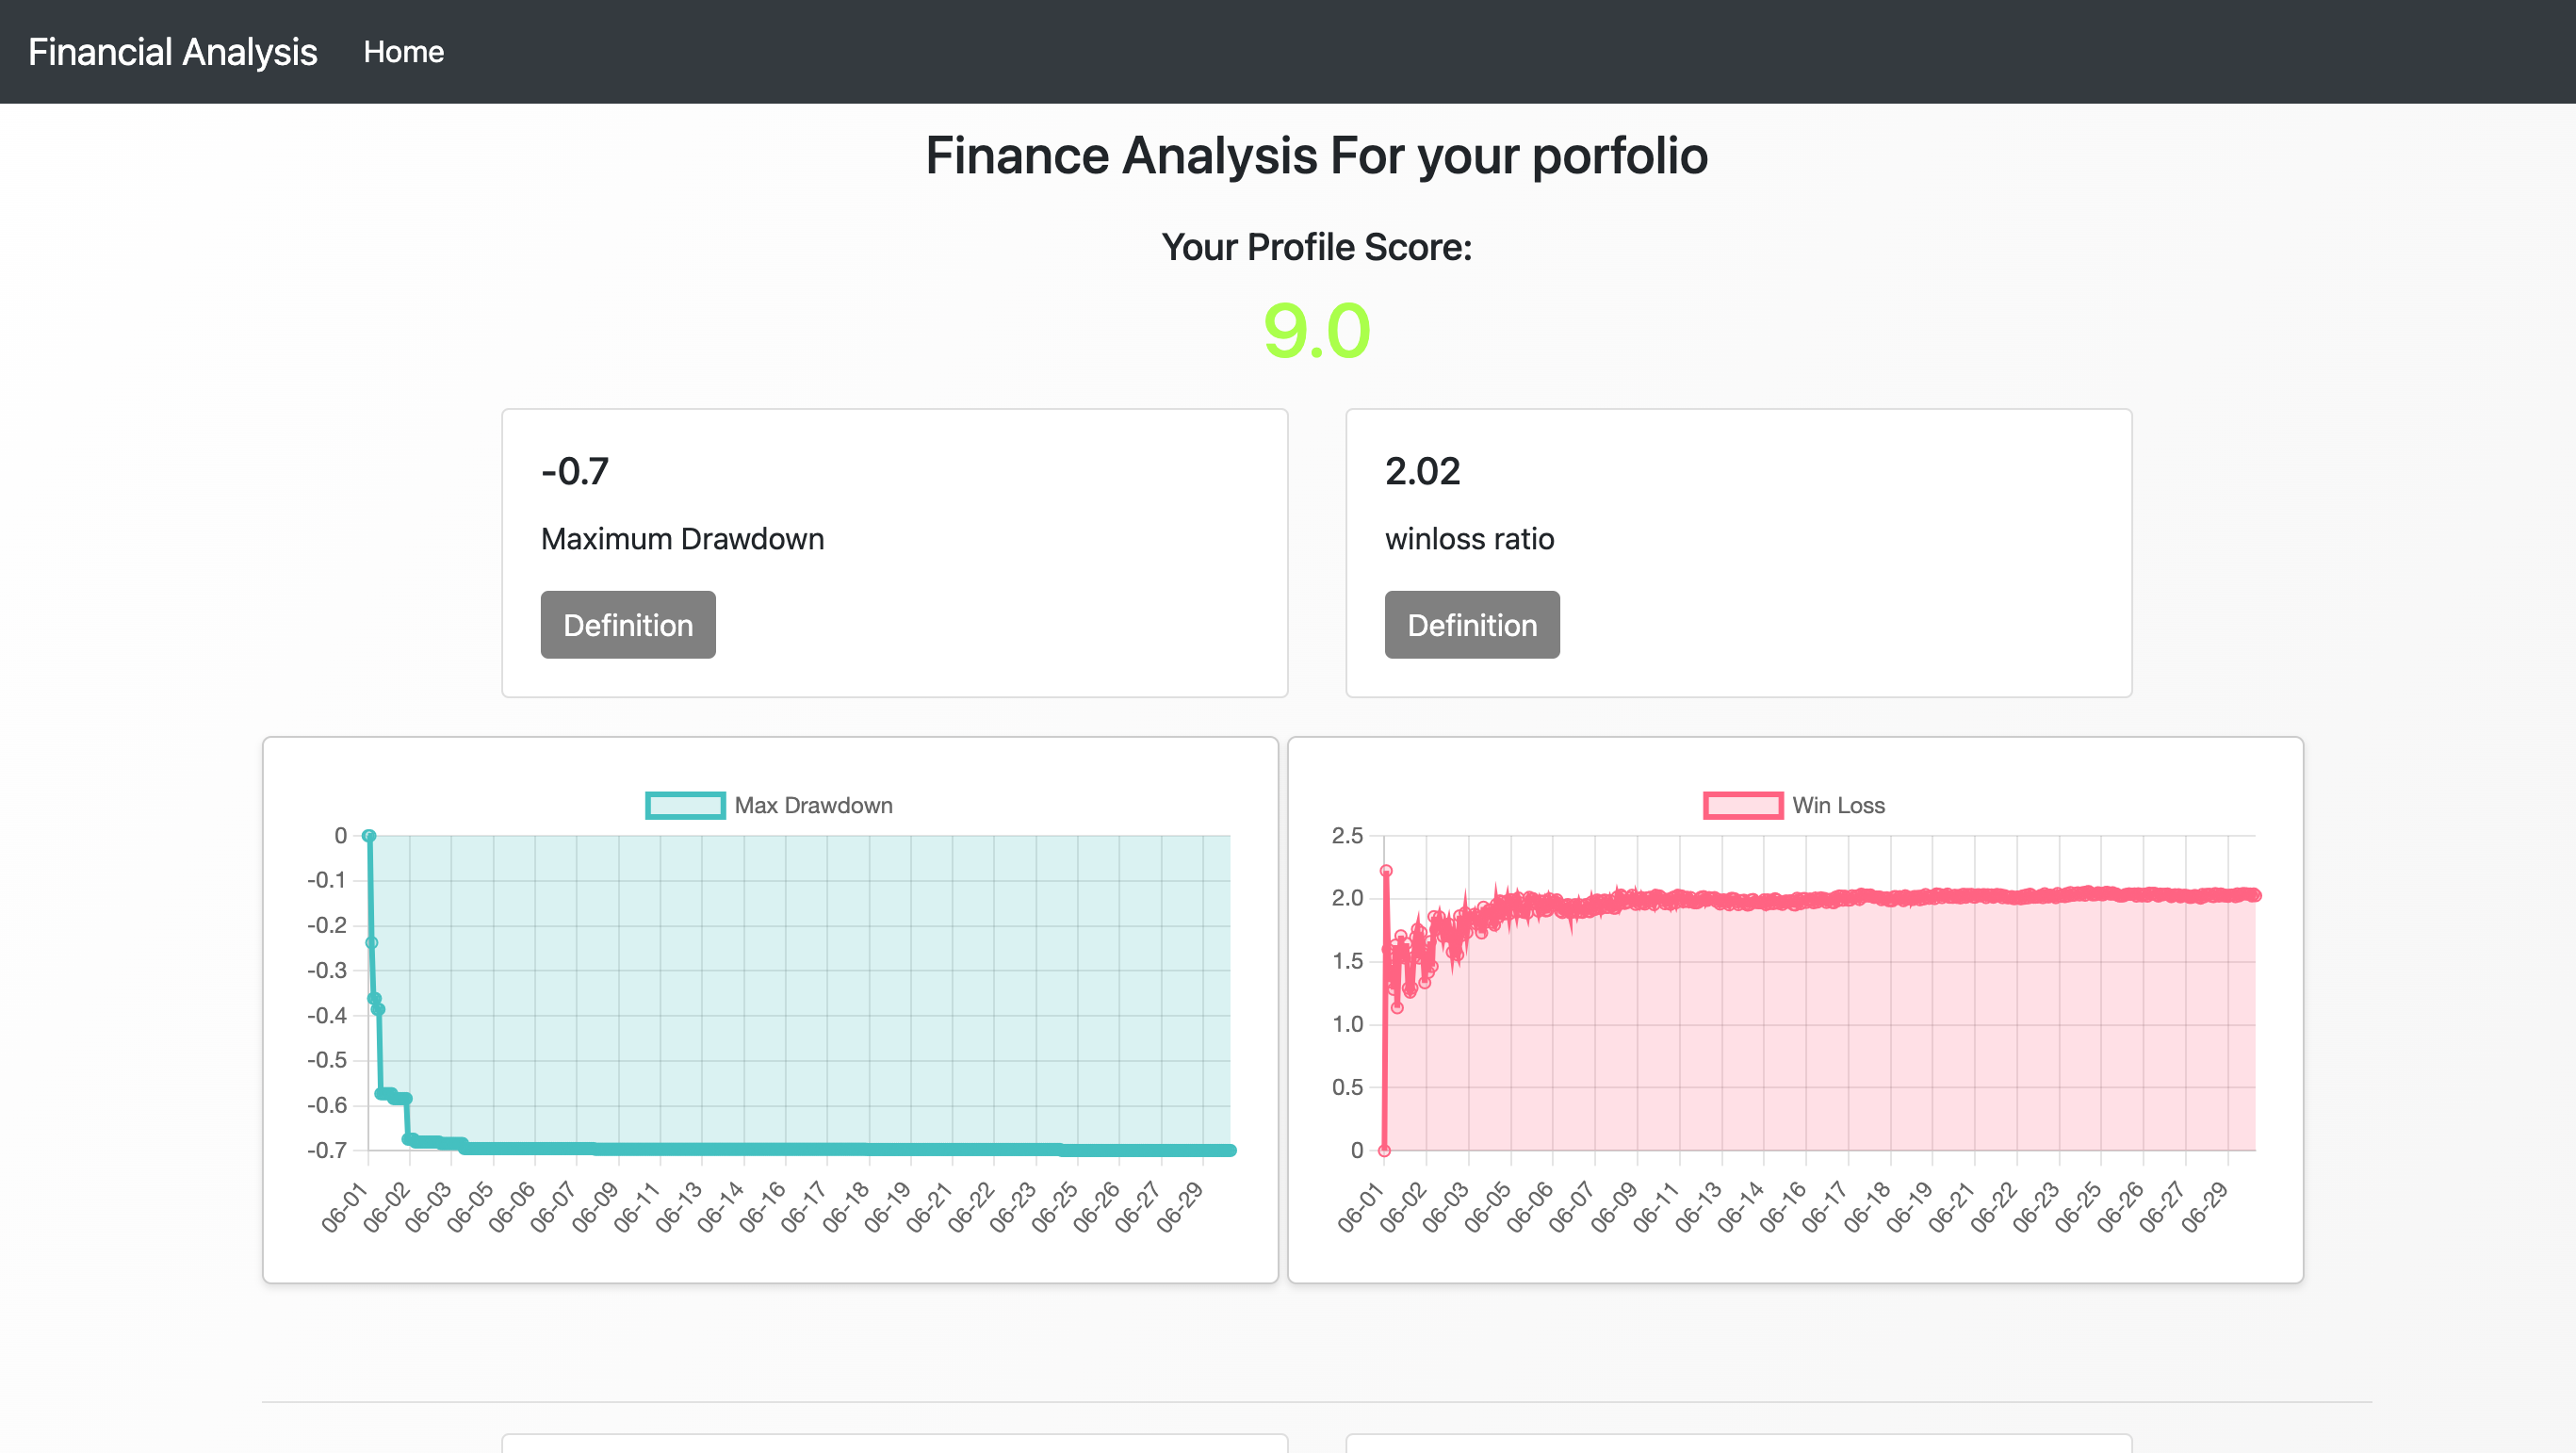 Financial Analysis Home
Finance Analysis For your porfolio
Your Profile Score:
9.0
-0.7
Maximum Drawdown
Definition
2.02
winloss ratio
Definition
Max Drawdown
0
-0.1
-0.2
-0.3
-0.4
-0.5
-0.6
-0.7
06-01 06-02 06-03 06-05 06-06 06-07 06-09 06-11 06-13 06-14 06-16 06-17 06-18 06-19 06-21 06-22 06-23 06-25 06-26 06-27 06-29
Win Loss
2.5
2.0
1.5
1.0
0.5
0
06-01 06-02 06-03 06-05 06-06 06-07 06-09 06-11 06-13 06-14 06-16 06-17 06-18 06-19 06-21 06-22 06-23 06-25 06-26 06-27 06-29